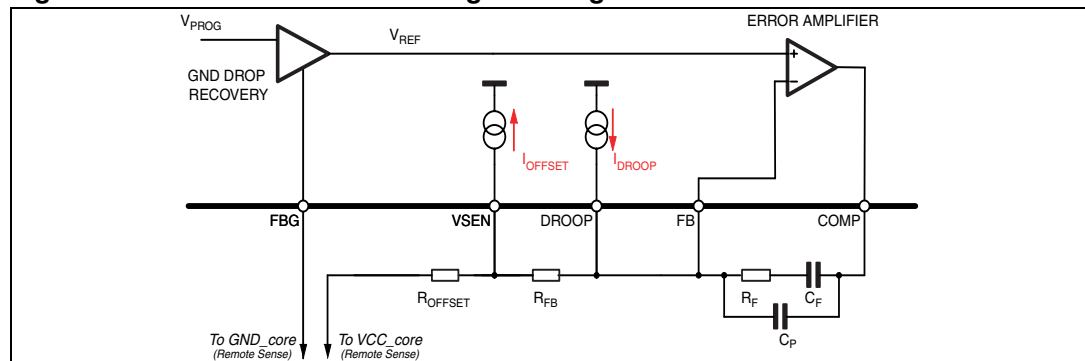 V_PROG
ERROR AMPLIFIER
V_REF
GND DROP
RECOVERY
+
-
I_OFFSET
I_DROOP
FBG
VSEN
DROOP
FB
COMP
R_OFFSET
R_FB
R_F
C_F
C_P
To GND_core
(Remote Sense)
To VCC_core
(Remote Sense)